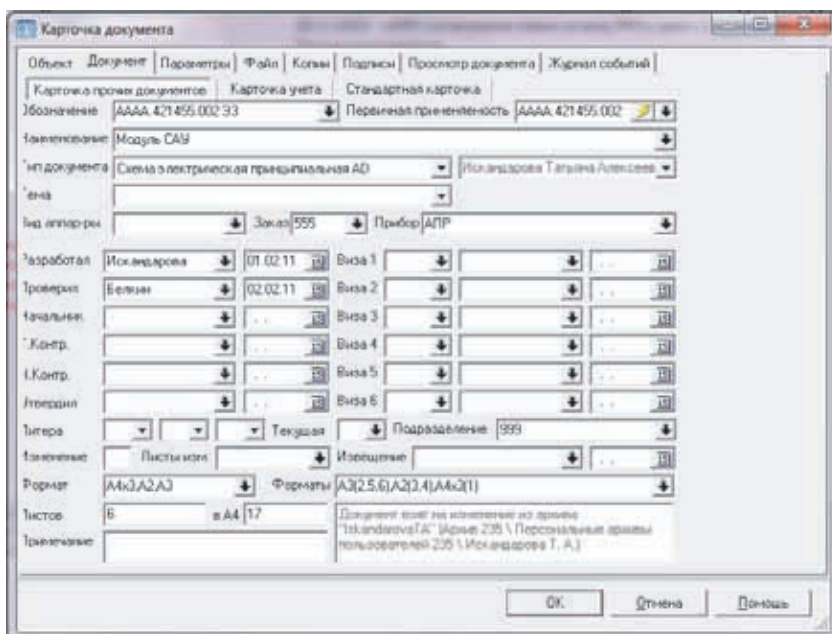 Карточка документа
Объект Документ Параметры Файл Копии Подписи Просмотр документа Журнал событий
Карточка прочих документов Карточка учета Стандартная карточка
Обозначение АААА.421455.002 ЭЗ Первичная применяемость АААА.421455.002
Наименование Модуль САУ
Тип документа Схема электрическая принципиальная AD Искандарова Татьяна Алексеев
Тема
Вид аппар-ры Заказ 555 Прибор АПР
Разработал Искандарова 01.02.11 Виза 1 . .
Проверил Белкин 02.02.11 Виза 2 . .
Начальник . . Виза 3 . .
Т.Контр. . . Виза 4 . .
Н.Контр. . . Виза 5 . .
Утвердил . . Виза 6 . .
Литера Текущая Подразделение 999
Изменение Листы изм. Извещение . .
Формат А4х3,А2,А3 Форматы А3(2,5,6),А2(3,4),А4х3(1)
Листов 6 в А4 17 Документ взят на изменение из архива
"IskandarovaTA" (Архив 235 \ Персональные архивы
Примечание пользователей 235 \ Искандарова Т. А.)
OK Отмена Помощь